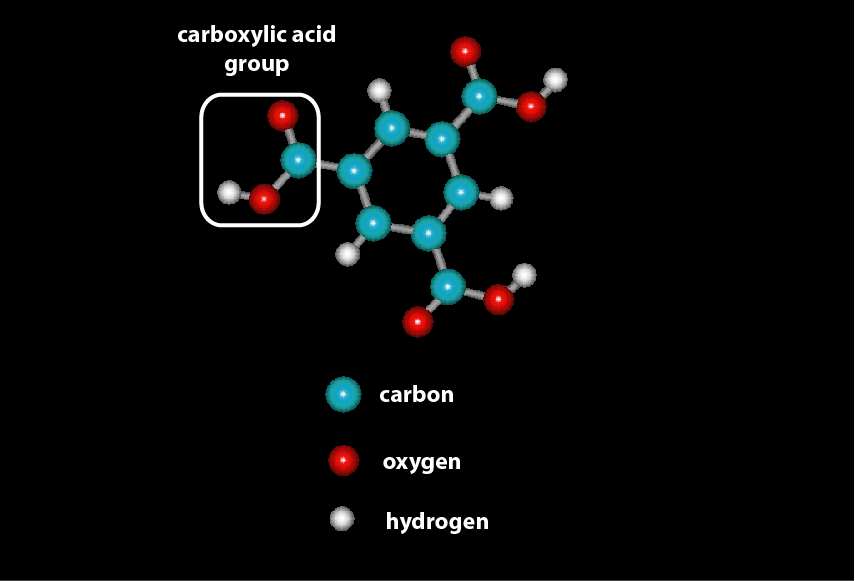 carboxylic acid
group
carbon
oxygen
hydrogen